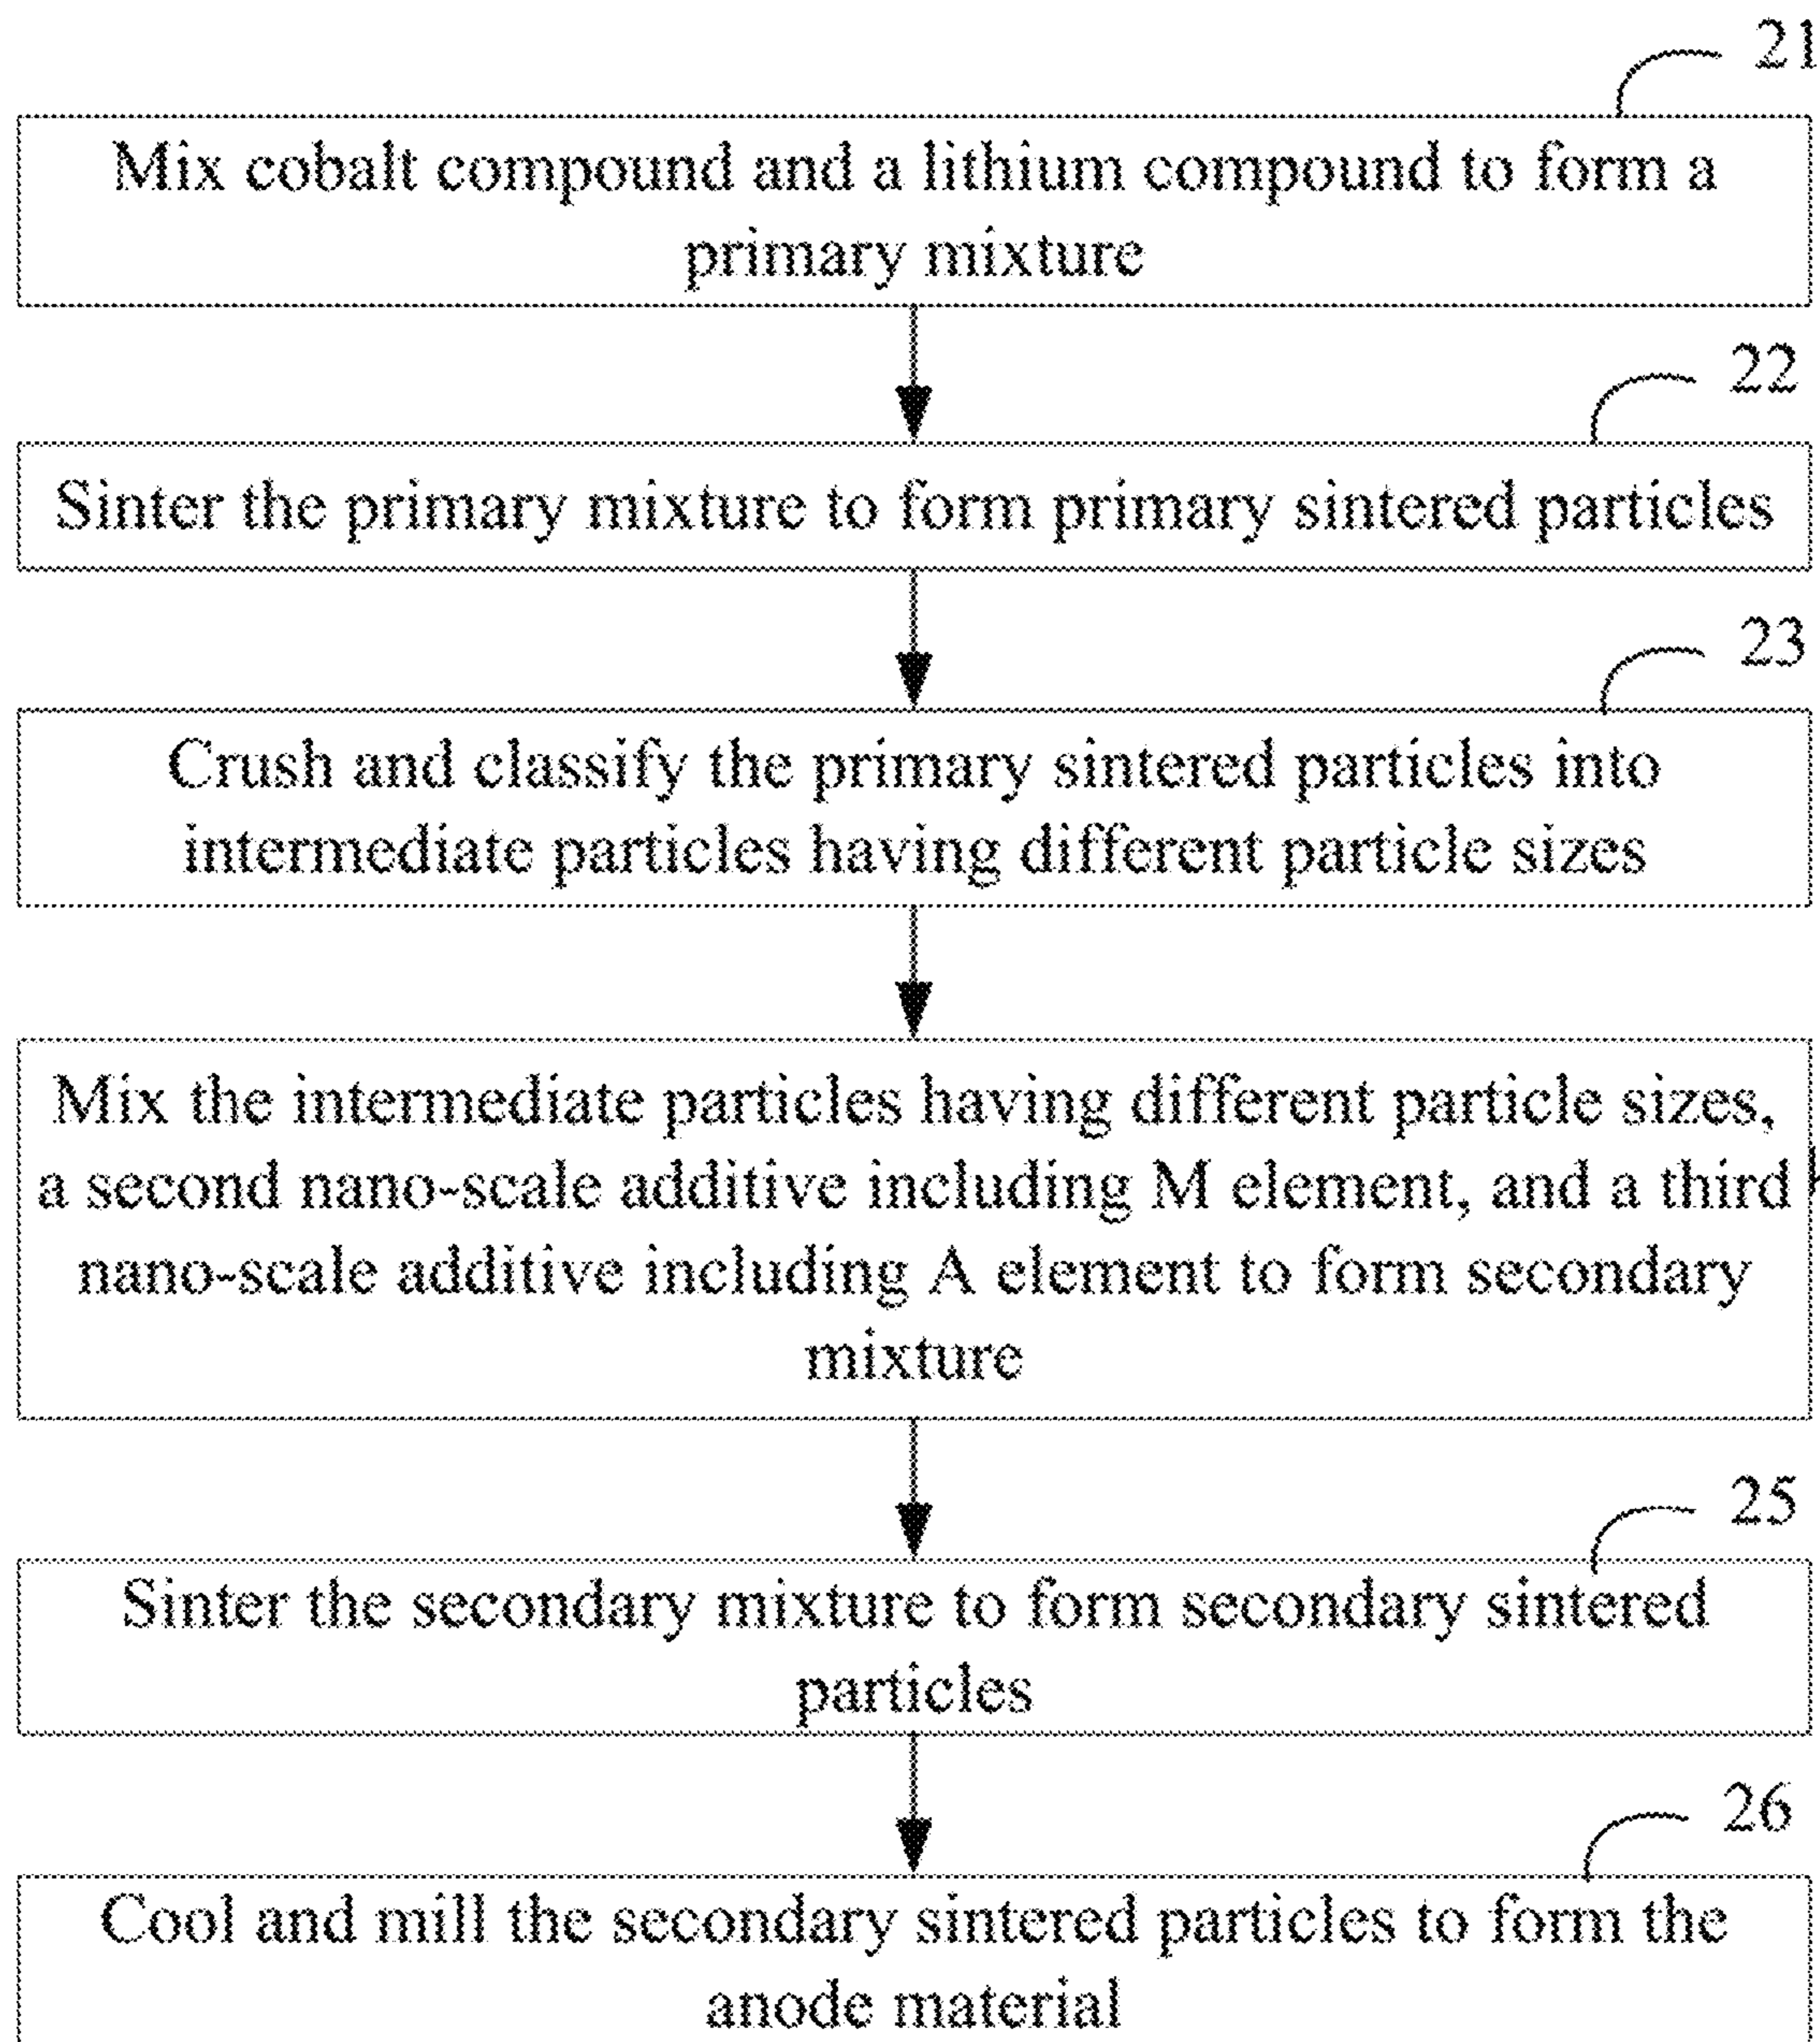 21
Mix cobalt compound and a lithium compound to form a
primary mixture
22
Sinter the primary mixture to form primary sintered particles
23
Crush and classify the primary sintered particles into
intermediate particles having different particle sizes
Mix the intermediate particles having different particle sizes,
a second nano-scale additive including M element, and a third
nano-scale additive including A element to form secondary
mixture
25
Sinter the secondary mixture to form secondary sintered
particles
26
Cool and mill the secondary sintered particles to form the
anode material